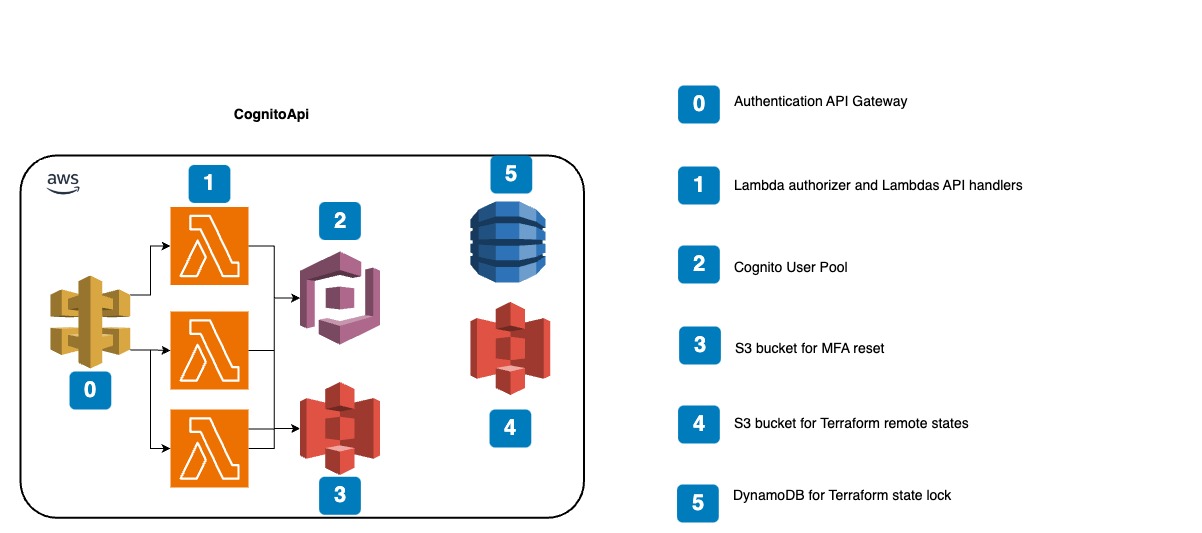 CognitoApi
aws
1
5
2
0
4
3
0 Authentication API Gateway
1 Lambda authorizer and Lambdas API handlers
2 Cognito User Pool
3 S3 bucket for MFA reset
4 S3 bucket for Terraform remote states
5 DynamoDB for Terraform state lock